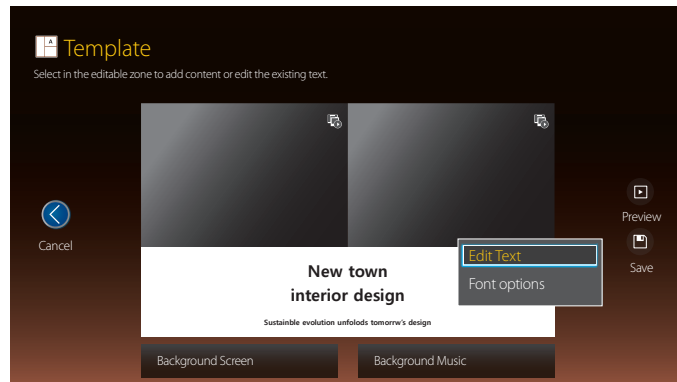 A
Template
Select in the editable zone to add content or edit the existing text.
Cancel
New town
interior design
Sustainble evolution unfolods tomorrw's design
Edit Text
Font options
Preview
Save
Background Screen
Background Music